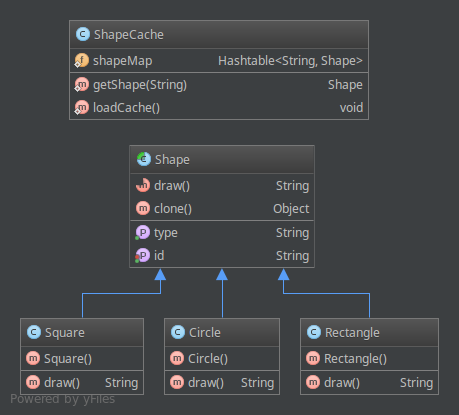 ShapeCache
shapeMap Hashtable<String, Shape>
getShape(String) Shape
loadCache() void
Shape
draw() String
clone() Object
type String
id String
Square
Square()
draw() String
Circle
Circle()
draw() String
Rectangle
Rectangle()
draw() String
Powered by yFiles